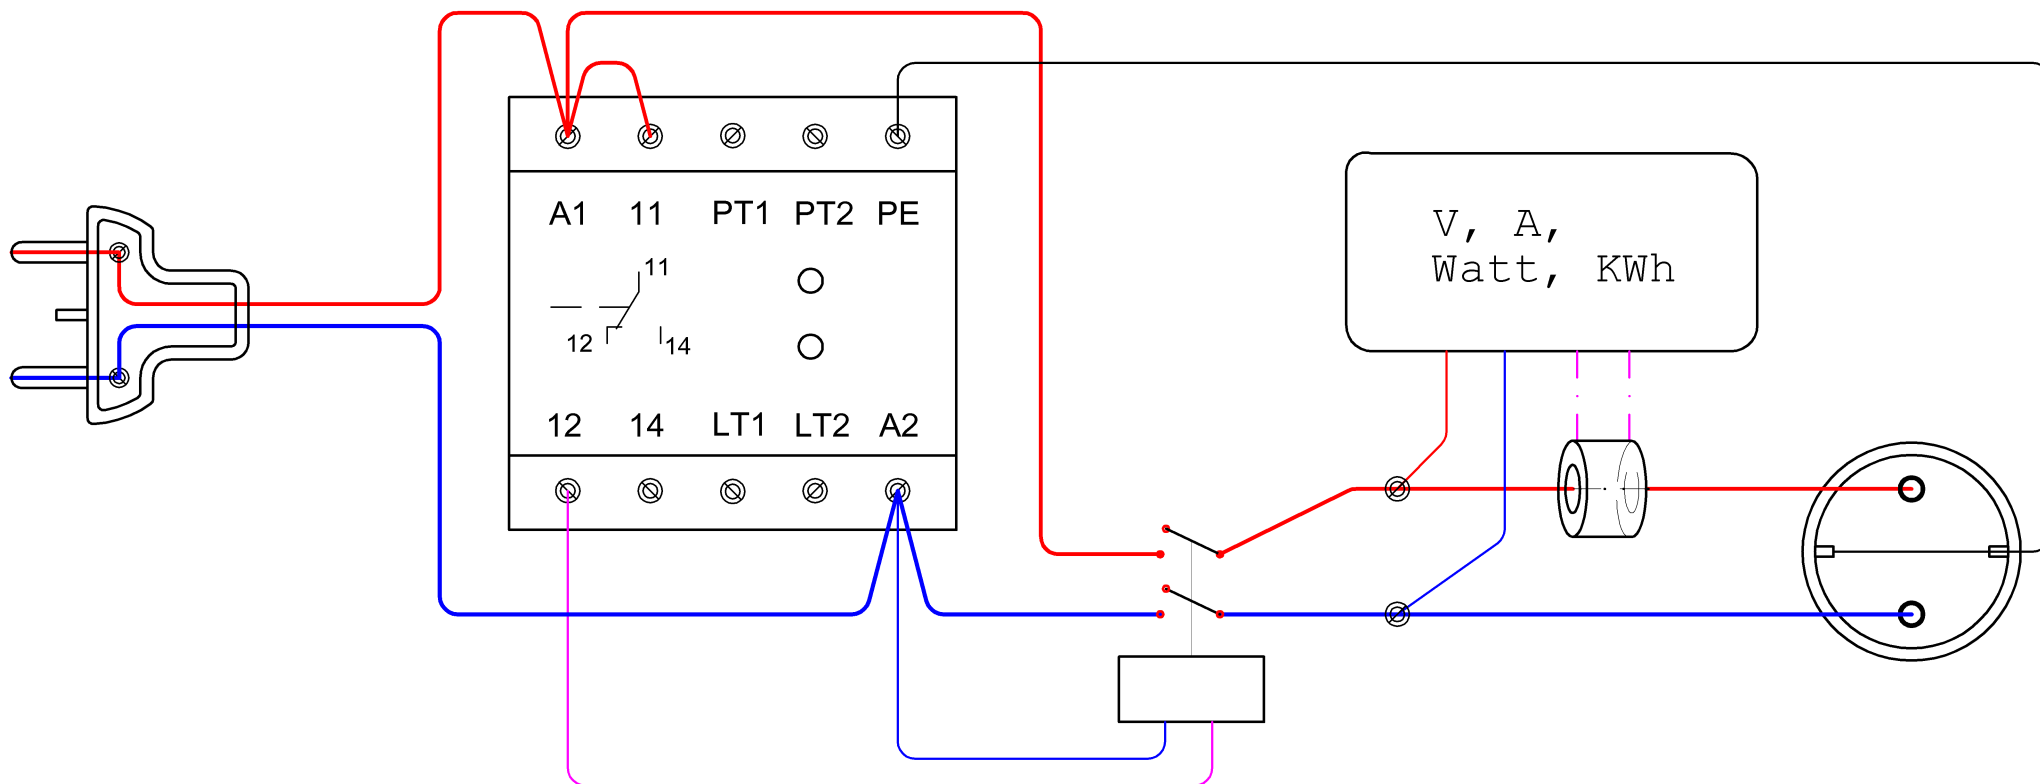 A1 11 PT1 PT2 PE
11
12 14
12 14 LT1 LT2 A2
V, A,
Watt, KWh